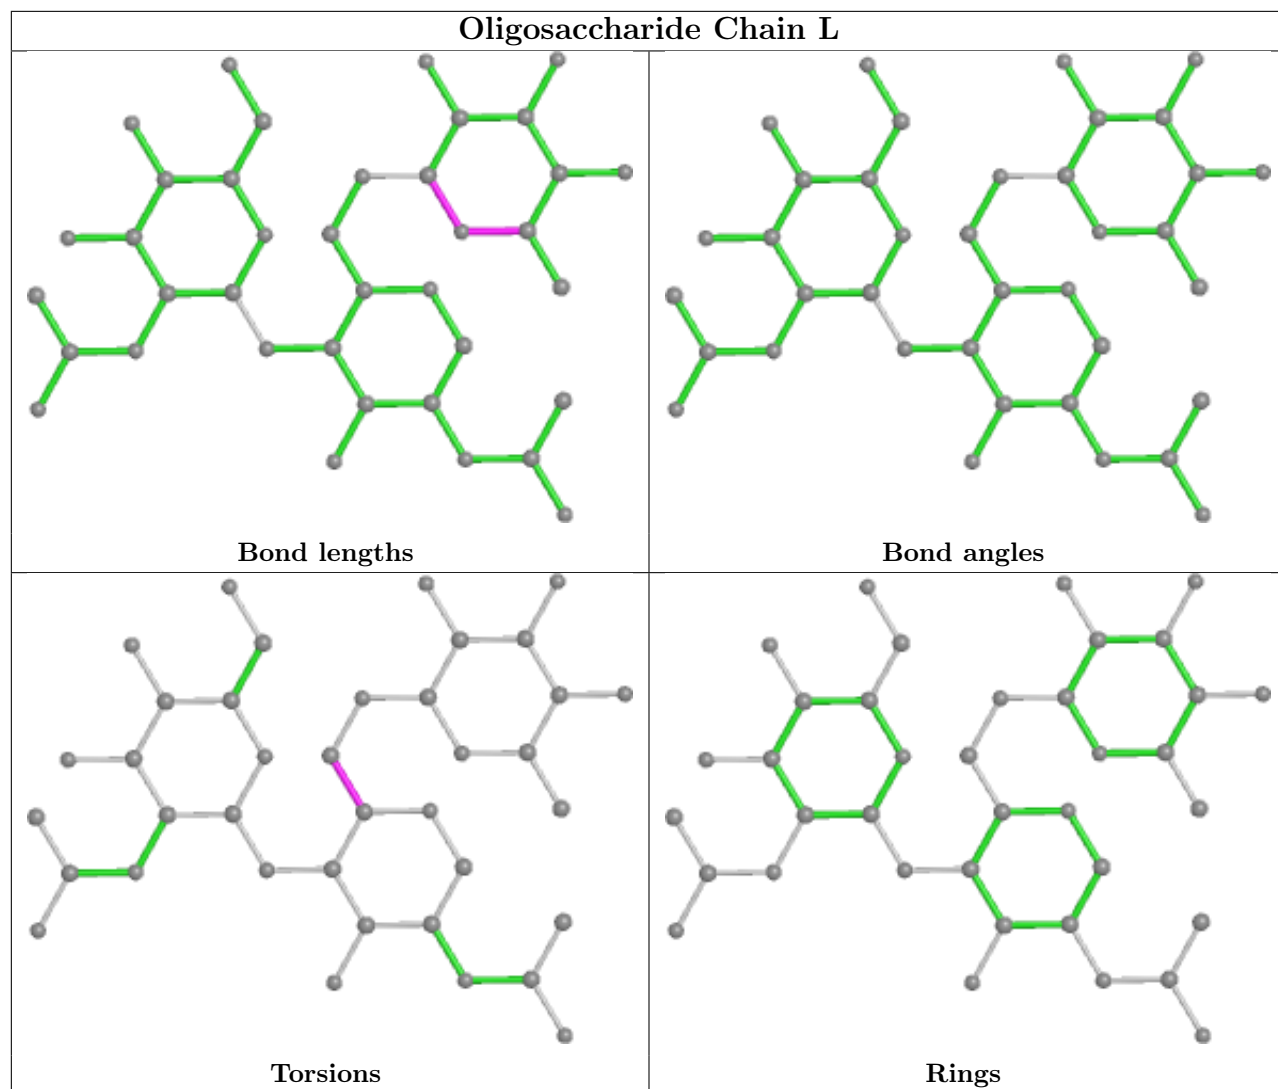 Oligosaccharide Chain L
Bond lengths
Bond angles
Torsions
Rings